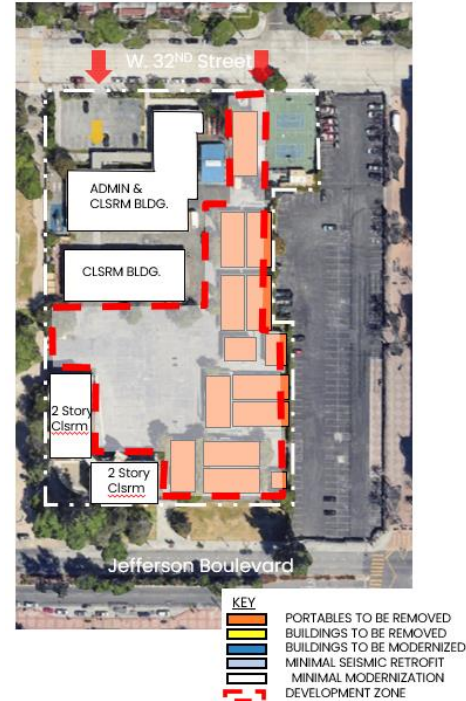 W. 32ND Street
ADMIN &
CLSRM BLDG.
CLSRM BLDG.
2 Story
Clsrm
2 Story
Clsrm
Jefferson Boulevard
KEY
PORTABLES TO BE REMOVED
BUILDINGS TO BE REMOVED
BUILDINGS TO BE MODERNIZED
MINIMAL SEISMIC RETROFIT
MINIMAL MODERNIZATION
DEVELOPMENT ZONE